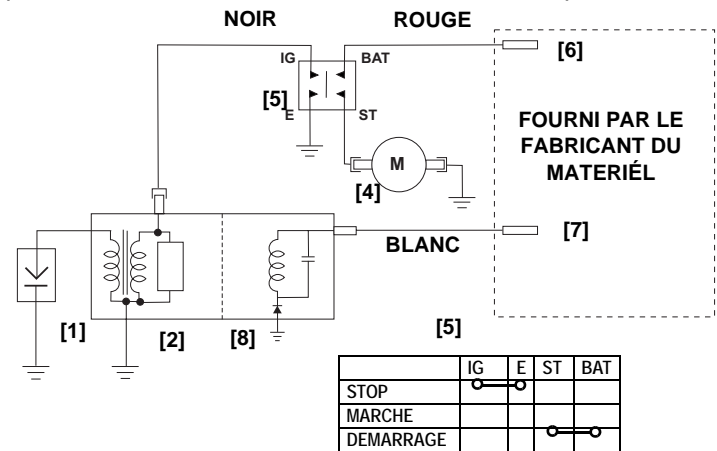 NOIR ROUGE
IG BAT
[6]
[5]
E ST
FOURNI PAR LE
FABRICANT DU
MATERIÉL
M
[4]
[7]
BLANC
[1] [2] [8]
[5]
IG E ST BAT
STOP
MARCHE
DEMARRAGE